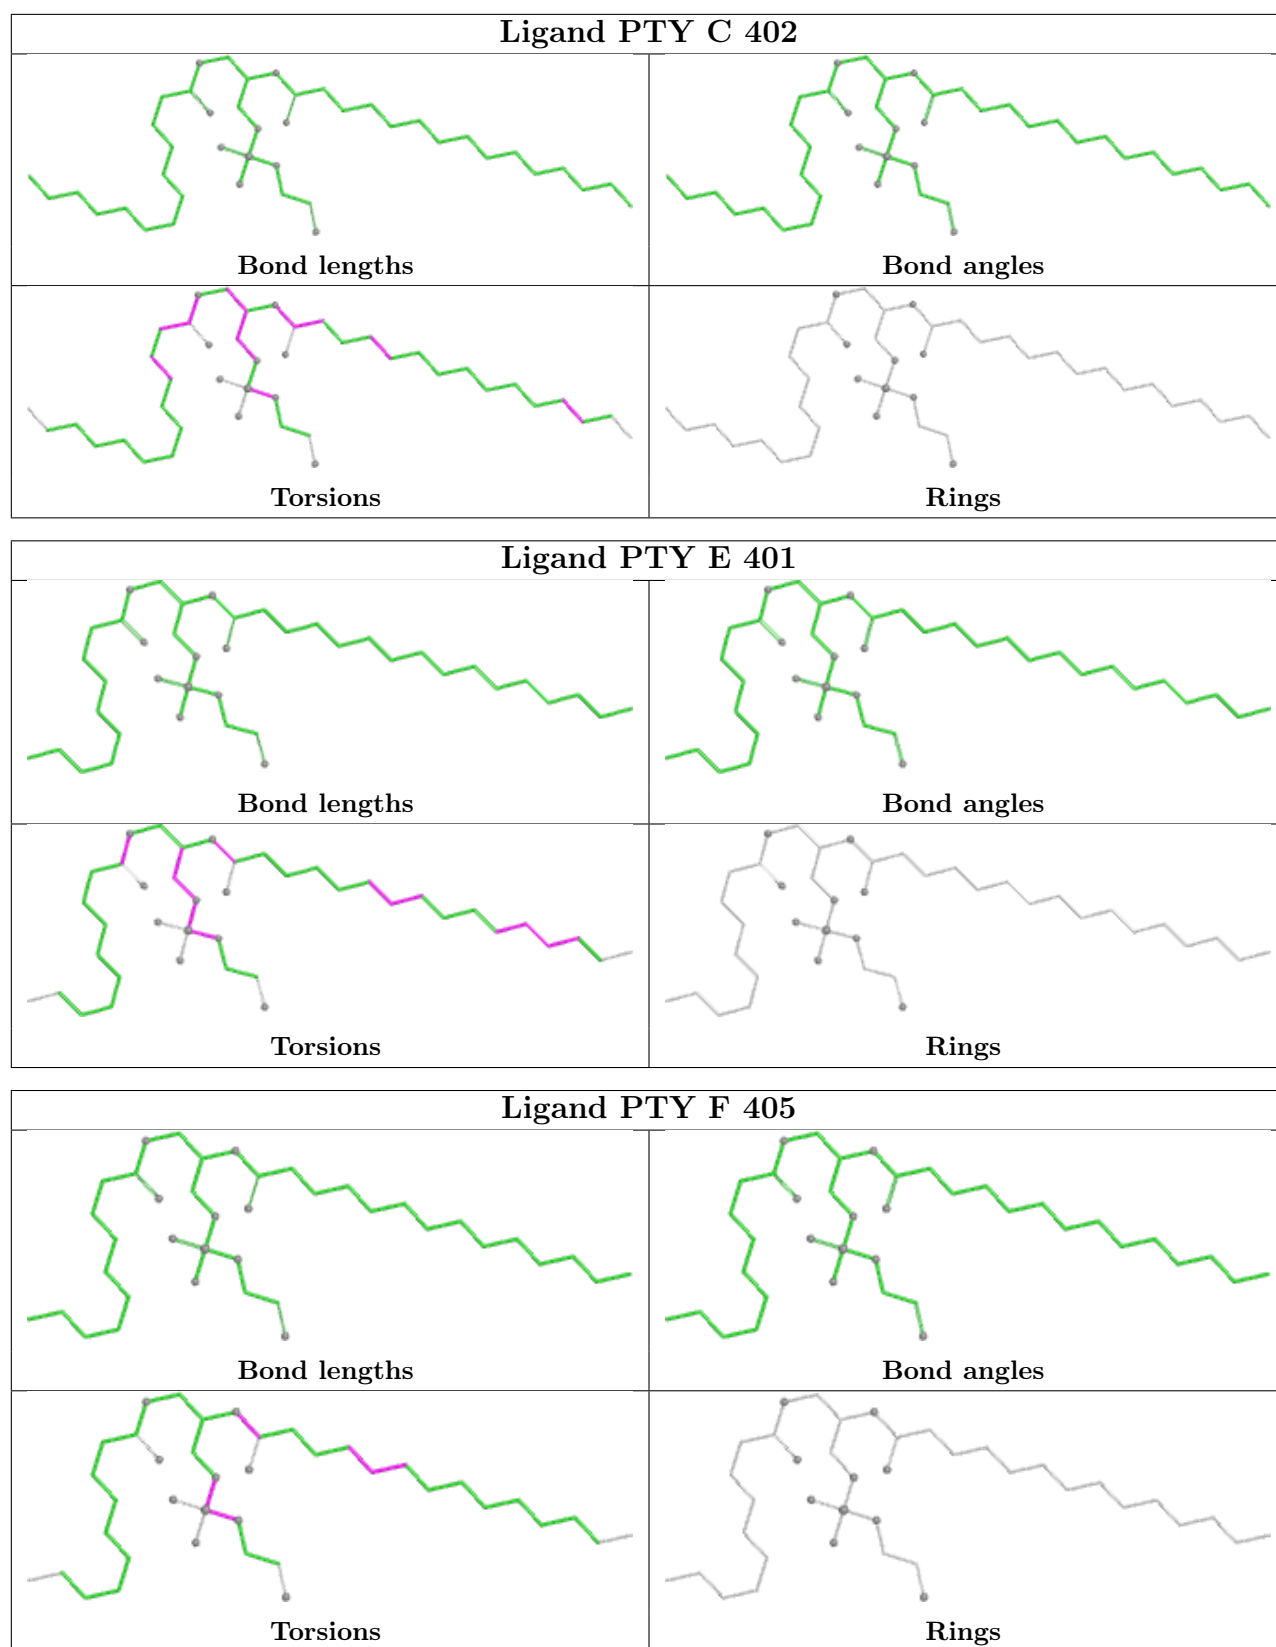 Ligand PTY C 402
Bond lengths
Bond angles
Torsions
Rings
Ligand PTY E 401
Bond lengths
Bond angles
Torsions
Rings
Ligand PTY F 405
Bond lengths
Bond angles
Torsions
Rings